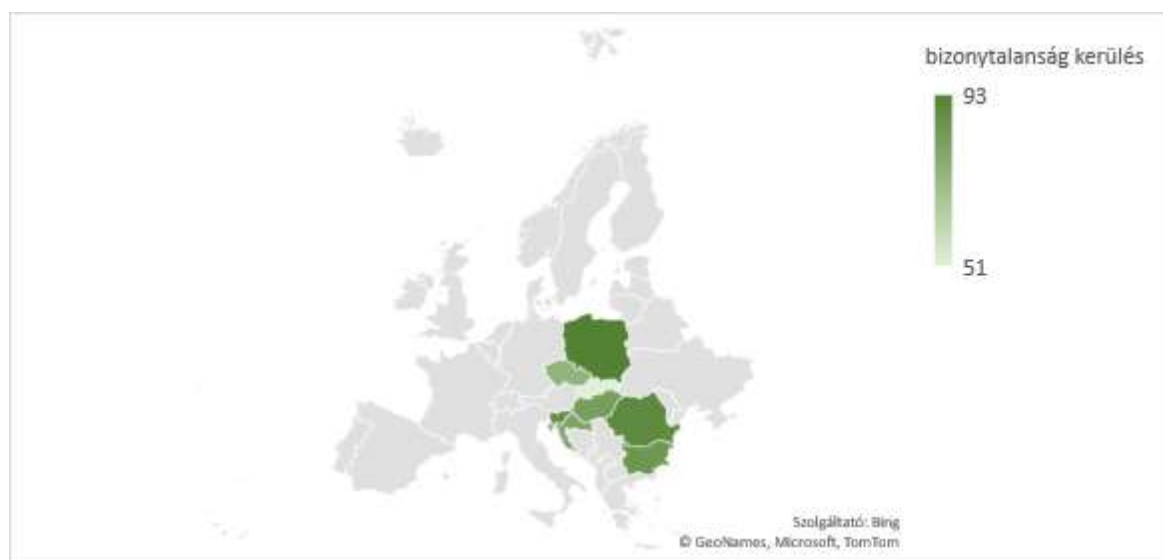 bizonytalanság kerülés
93
51
Szolgáltató: Bing
© GeoNames, Microsoft, TomTom